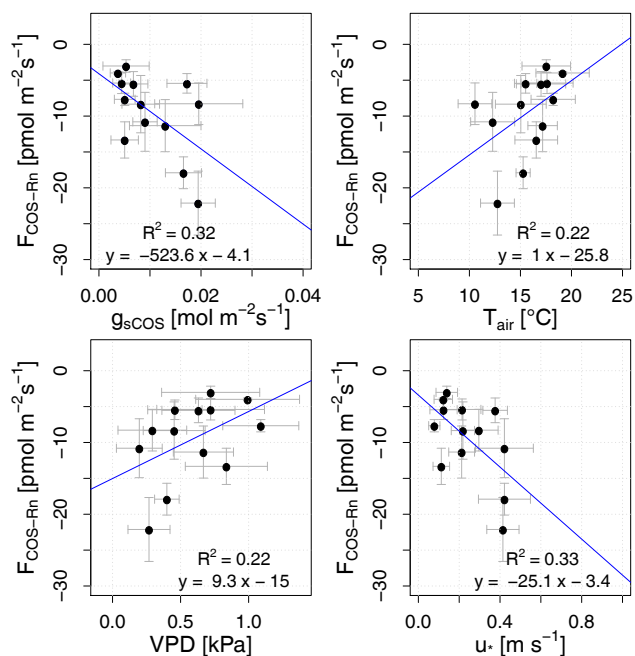 0
−10
−20
−30
F_COS−Rn [pmol m−2s−1]
R2 = 0.32
y = −523.6 x − 4.1
0.00 0.02 0.04
g_sCOS [mol m−2s−1]
0
−10
−20
−30
F_COS−Rn [pmol m−2s−1]
R2 = 0.22
y = 1 x − 25.8
5 10 15 20 25
T_air [°C]
0
−10
−20
−30
F_COS−Rn [pmol m−2s−1]
R2 = 0.22
y = 9.3 x − 15
0.0 0.5 1.0
VPD [kPa]
0
−10
−20
−30
F_COS−Rn [pmol m−2s−1]
R2 = 0.33
y = −25.1 x − 3.4
0.0 0.4 0.8
u* [m s−1]